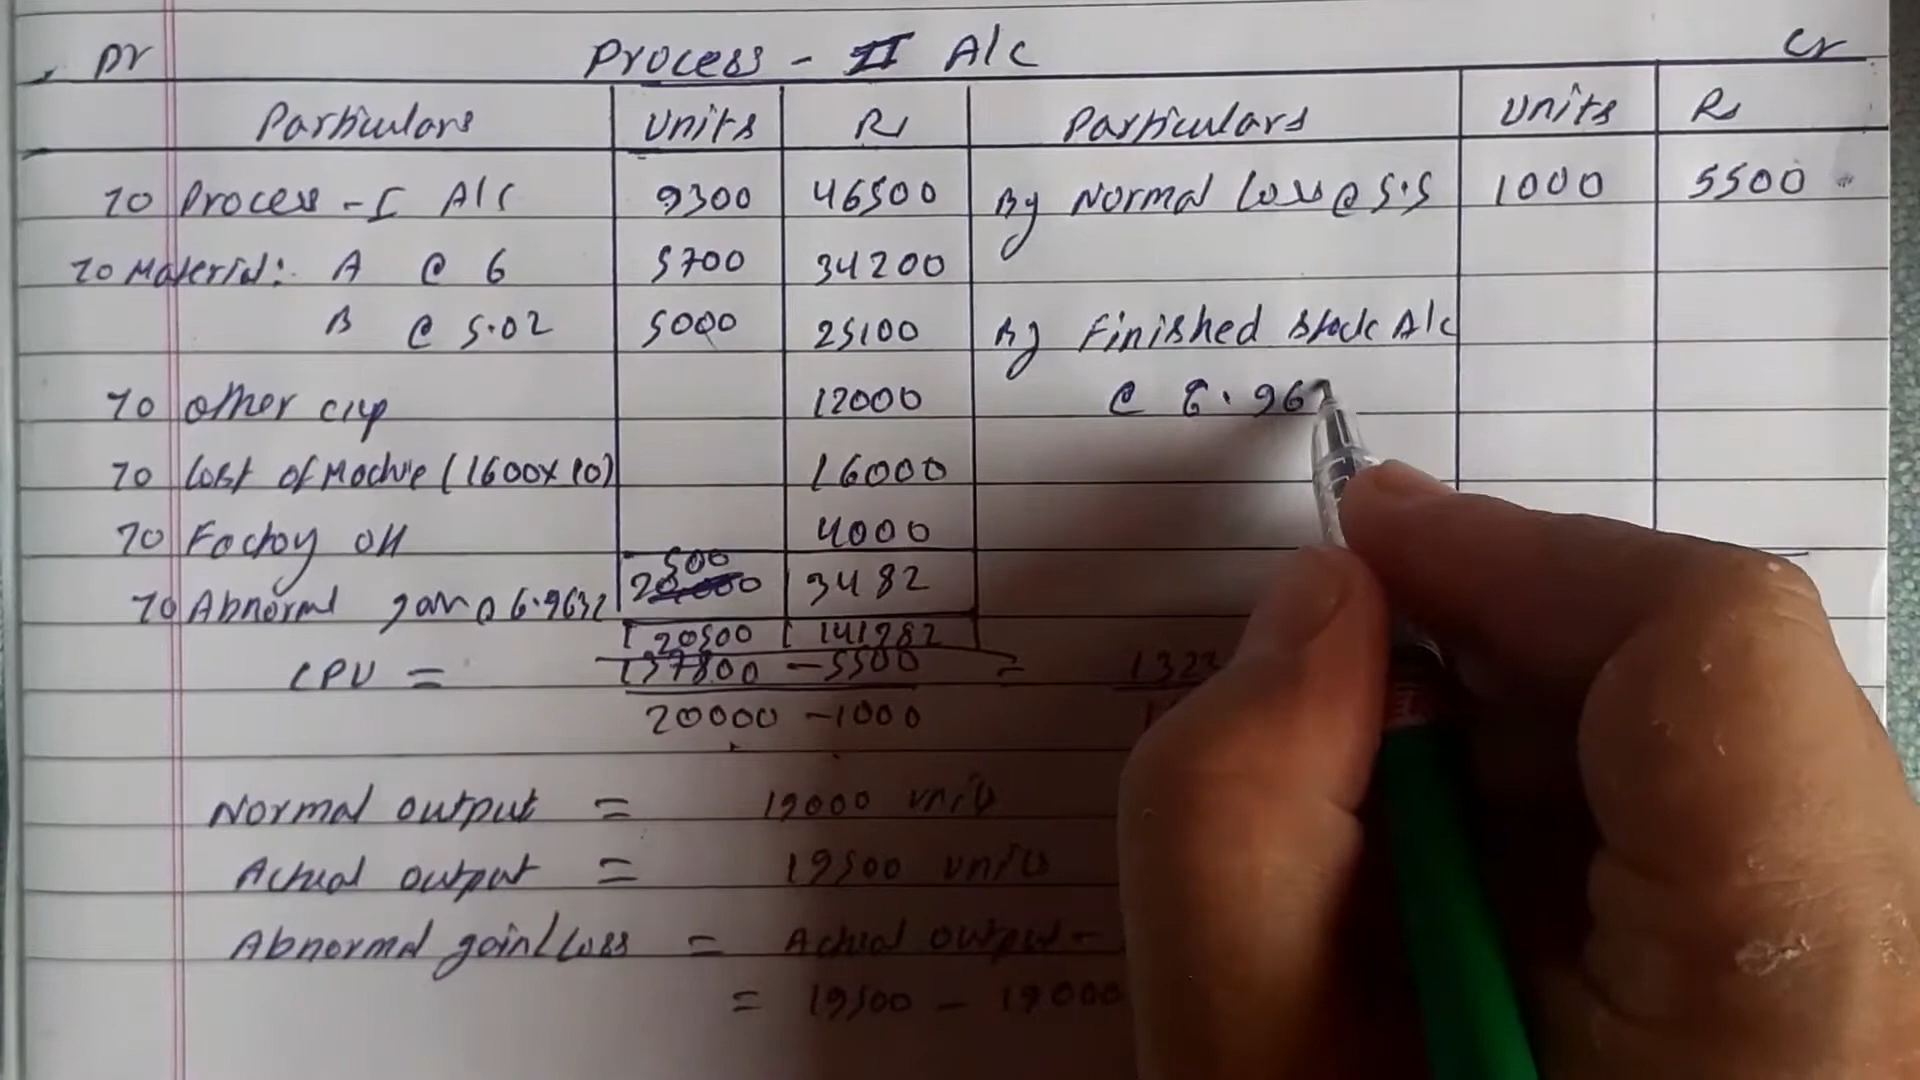 Dr Process - II A/c Cr
Particulars Units Rs Particulars Units Rs
To Process - I A/c 9300 46500 By Normal Loss @ 5.5 1000 5500
To Material: A @ 6 5700 34200
B @ 5.02 5000 25100 By Finished Stock A/c
To other exp 12000 @ 6.963
To Cost of Machine (1600x10) 16000
To Factory OH 4000
500
To Abnormal gain @ 6.9632 20000 3482
20500 141282
CPU = 137800 - 5500 = 132
20000 - 1000
Normal output = 19000 units
Actual output = 19500 units
Abnormal gain/Loss = Actual output -
= 19500 - 19000